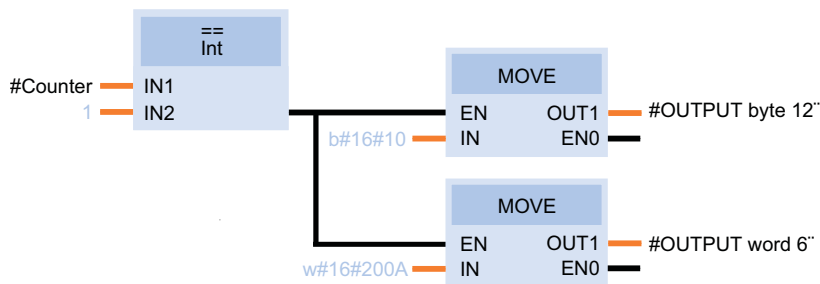 ==
Int
#Counter IN1
1 IN2
MOVE
EN OUT1 #OUTPUT byte 12¨
b#16#10 IN EN0
MOVE
EN OUT1 #OUTPUT word 6¨
w#16#200A IN EN0